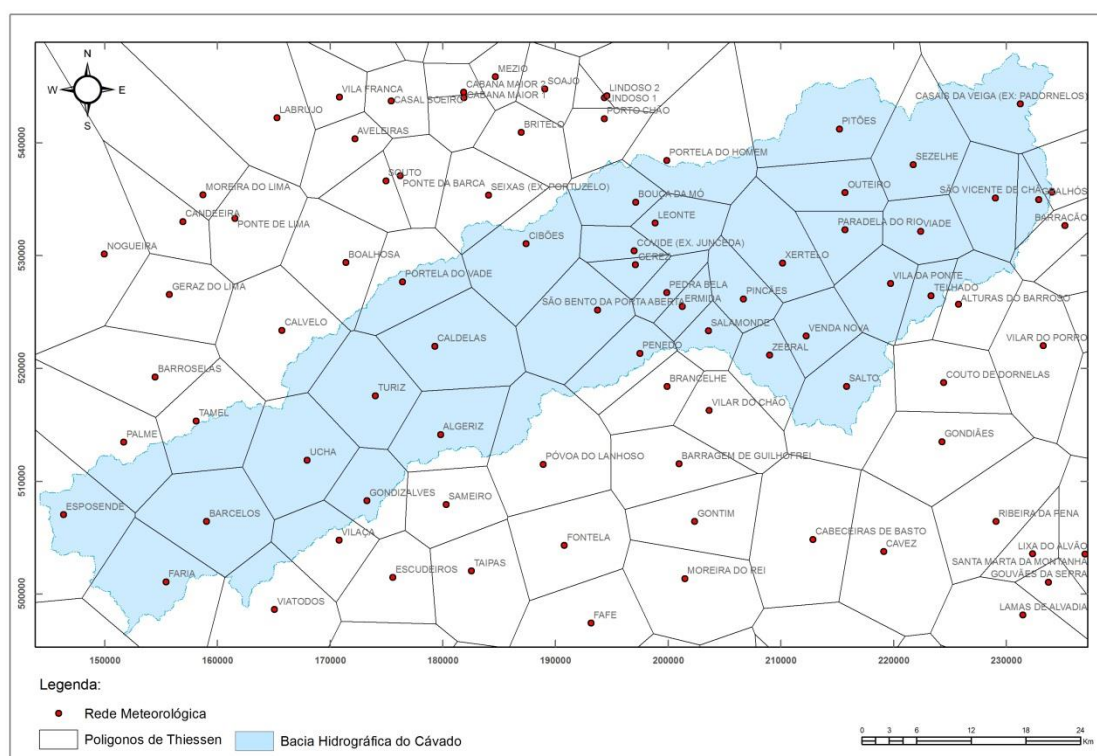 N
W E
S
MEZIO
CABANA MAIOR 2
SOAJO
VILA FRANCA
CASAL SOEIRO
CABANA MAIOR 1
LINDOSO 2
LINDOSO 1
CASAIS DA VEIGA (EX: PADORNELOS)
LABRUJO
PORTO CHÃO
AVELEIRAS
BRITELO
PITÕES
540000
540000
PORTELA DO HOMEM
SEZELHE
SOUTO
PONTE DA BARCA
MOREIRA DO LIMA
SEIXAS (EX. PORTUZELO)
BOUÇA DA MÓ
OUTEIRO
SÃO VICENTE DE CHÃ
CANDEEIRA
PONTE DE LIMA
LEONTE
PARADELA DO RIO
VIADE
BARRACÃO
NOGUEIRA
CIBÕES
COVIDE (EX. JUNCEDA)
530000
530000
BOALHOSA
GEREZ
XERTELO
PORTELA DO VADE
VILA DA PONTE
GERAZ DO LIMA
PEDRA BELA
TELHADO
SÃO BENTO DA PORTA ABERTA
ERMIDA
PINCÃES
ALTURAS DO BARROSO
CALVELO
SALAMONDE
VENDA NOVA
CALDELAS
PENEDO
ZEBRAL
VILAR DO PORRO
520000
520000
BARROSELAS
BRANCELHE
SALTO
COUTO DE DORNELAS
TURIZ
VILAR DO CHÃO
TAMEL
PALME
ALGERIZ
GONDIÃES
UCHA
PÓVOA DO LANHOSO
BARRAGEM DE GUILHOFREI
510000
510000
GONDIZALVES
SAMEIRO
ESPOSENDE
BARCELOS
GONTIM
RIBEIRA DA PENA
VILAÇA
FONTELA
CABECEIRAS DE BASTO
CAVEZ
LIXA DO ALVÃO
SANTA MARTA DA MONTANHA
FARIA
ESCUDEIROS
TAIPAS
MOREIRA DO REI
GOUVÃES DA SERRA
500000
500000
VIATODOS
FAFE
LAMAS DE ALVADIA
150000 160000 170000 180000 190000 200000 210000 220000 230000
Legenda:
Rede Meteorológica
Poligonos de Thiessen
Bacia Hidrográfica do Cávado
0 1 3 6 12 18 24
Km